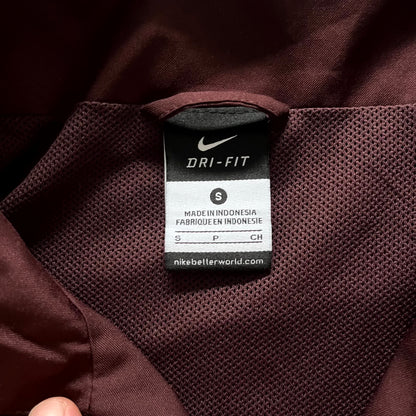 DRI-FIT
S
MADE IN INDONESIA
FABRIQUÉ EN INDONESIE
S P CH
nikebetterworld.com